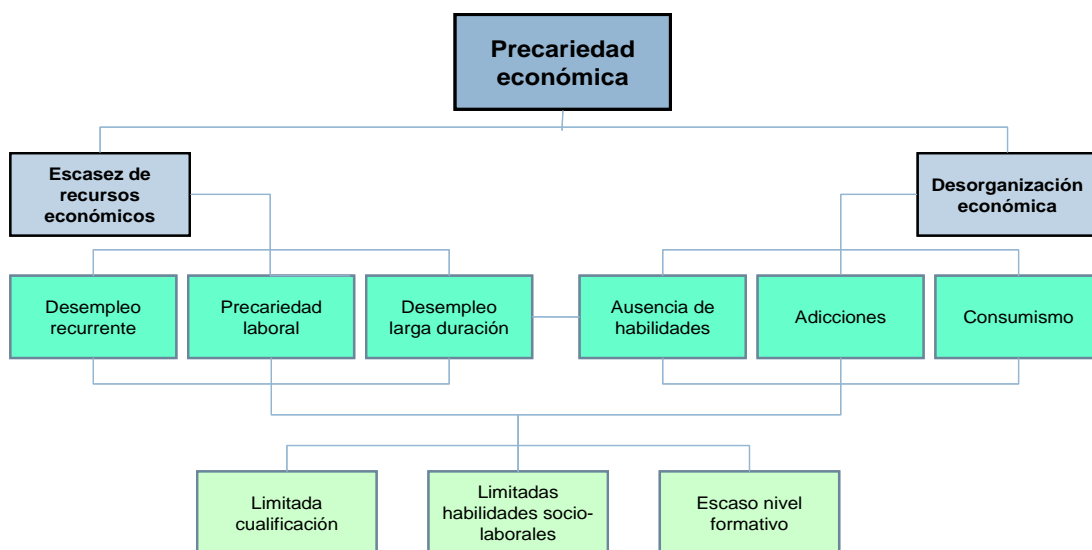 Precariedad
económica
Escasez de
recursos
económicos
Desorganización
económica
Desempleo
recurrente
Precariedad
laboral
Desempleo
larga duración
Ausencia de
habilidades
Adicciones
Consumismo
Limitada
cualificación
Limitadas
habilidades socio-
laborales
Escaso nivel
formativo